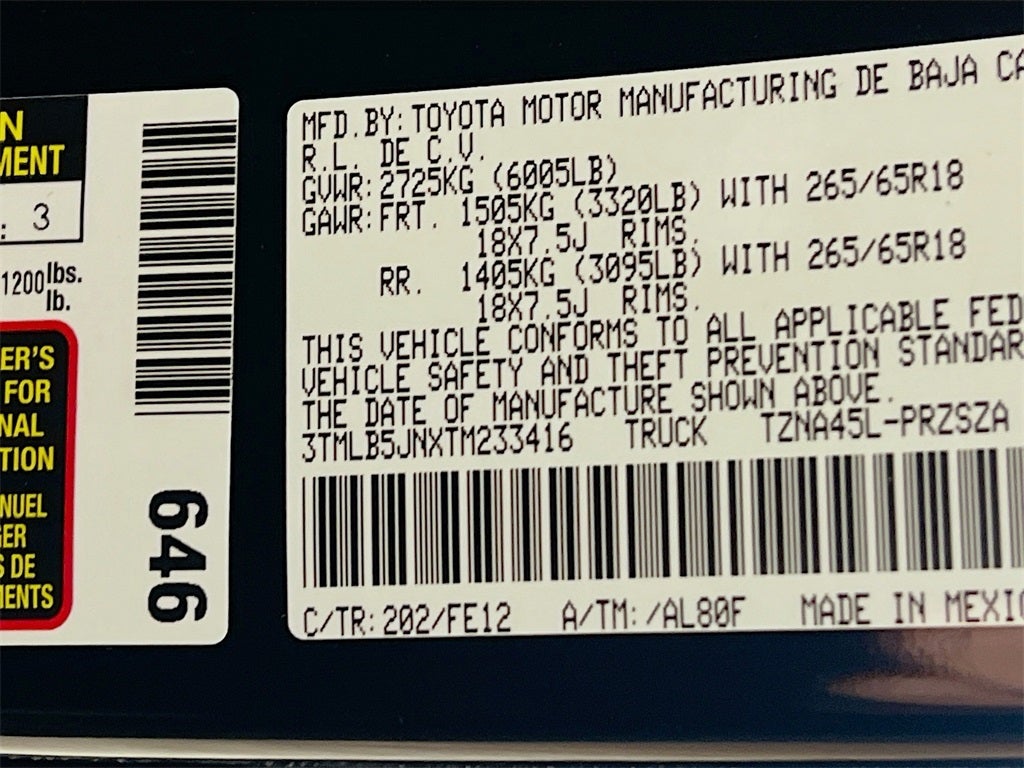 N
MENT
: 3
1200 lbs.
lb.
ER'S
FOR
NAL
TION
NUEL
GER
S DE
MENTS
646
MFD.BY:TOYOTA MOTOR MANUFACTURING DE BAJA CA
R.L. DE C.V.
GVWR:2725KG (6005LB)
GAWR:FRT. 1505KG (3320LB) WITH 265/65R18
18X7.5J RIMS.
RR. 1405KG (3095LB) WITH 265/65R18
18X7.5J RIMS.
THIS VEHICLE CONFORMS TO ALL APPLICABLE FED
VEHICLE SAFETY AND THEFT PREVENTION STANDAR
THE DATE OF MANUFACTURE SHOWN ABOVE.
3TMLB5JNXTM233416 TRUCK TZNA45L-PRZSZA
C/TR:202/FE12 A/TM:/AL80F MADE IN MEXIC